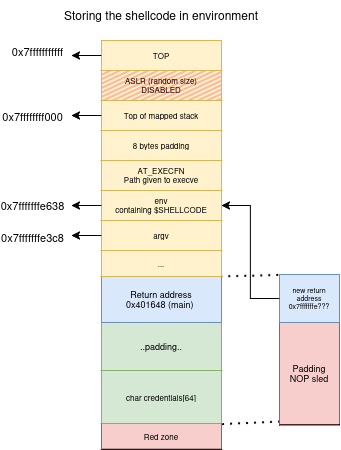 Storing the shellcode in environment
0x7fffffffffff
TOP
ASLR (random size)
DISABLED
0x7ffffffff000
Top of mapped stack
8 bytes padding
AT_EXECFN
Path given to execve
0x7fffffffe638
env
containing $SHELLCODE
0x7fffffffe3c8
argv
...
Return address
0x401648 (main)
new return
address
0x7fffffffe???
..padding..
Padding
NOP sled
char credentials[64]
Red zone